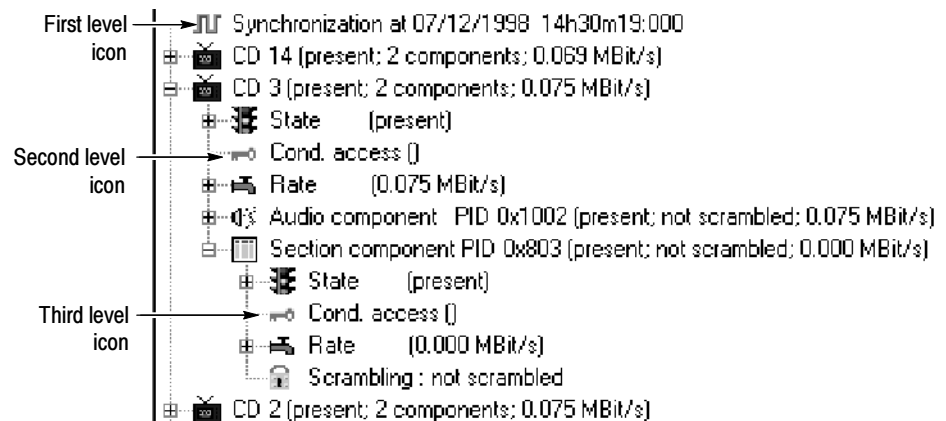 First level icon
Synchronization at 07/12/1998 14h30m19:000
CD 14 (present; 2 components; 0.069 MBit/s)
CD 3 (present; 2 components; 0.075 MBit/s)
State (present)
Second level icon
Cond. access ()
Rate (0.075 MBit/s)
Audio component PID 0x1002 (present; not scrambled; 0.075 MBit/s)
Section component PID 0x803 (present; not scrambled; 0.000 MBit/s)
State (present)
Third level icon
Cond. access ()
Rate (0.000 MBit/s)
Scrambling : not scrambled
CD 2 (present; 2 components; 0.075 MBit/s)